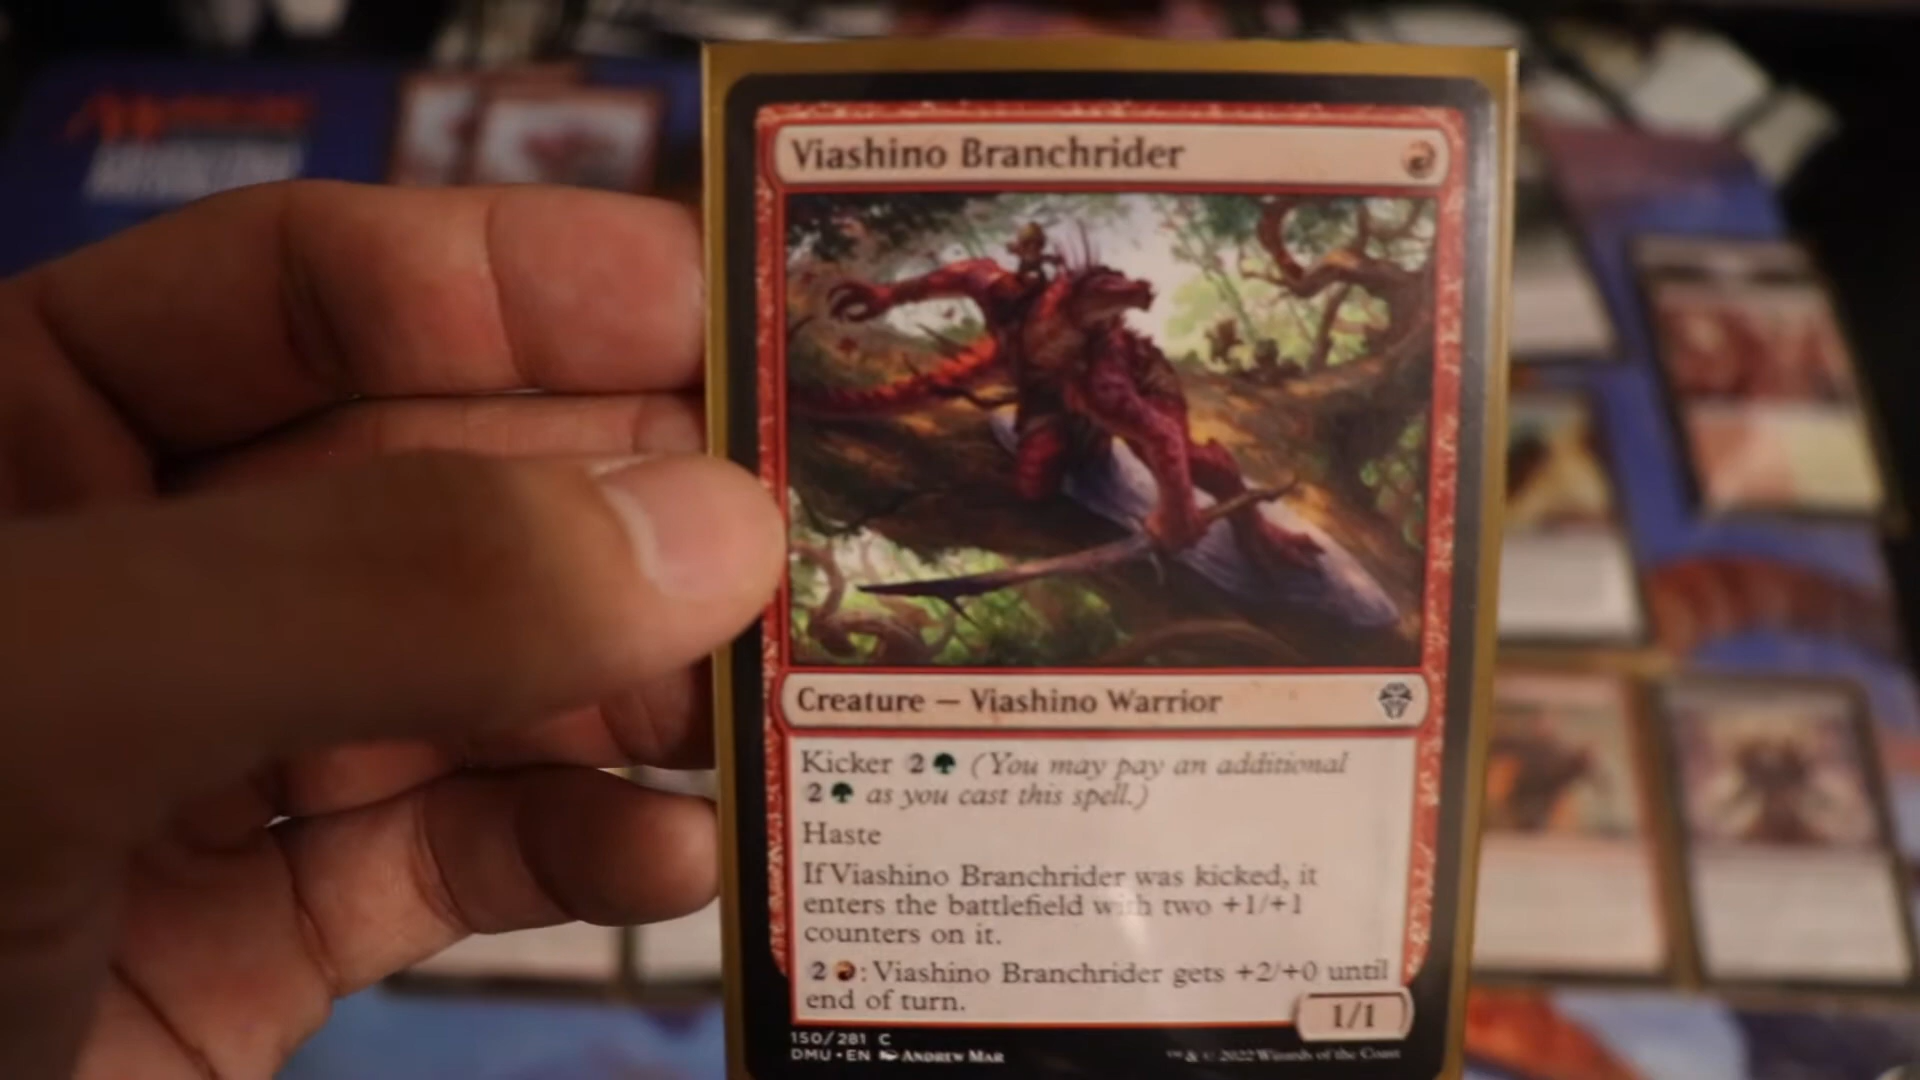 Viashino Branchrider
Creature — Viashino Warrior
Kicker 2 (You may pay an additional
2 as you cast this spell.)
Haste
If Viashino Branchrider was kicked, it
enters the battlefield with two +1/+1
counters on it.
2 : Viashino Branchrider gets +2/+0 until
end of turn.
1/1
150/281 C
DMU • EN ANDREW MAR
™ & © 2022 Wizards of the Coast